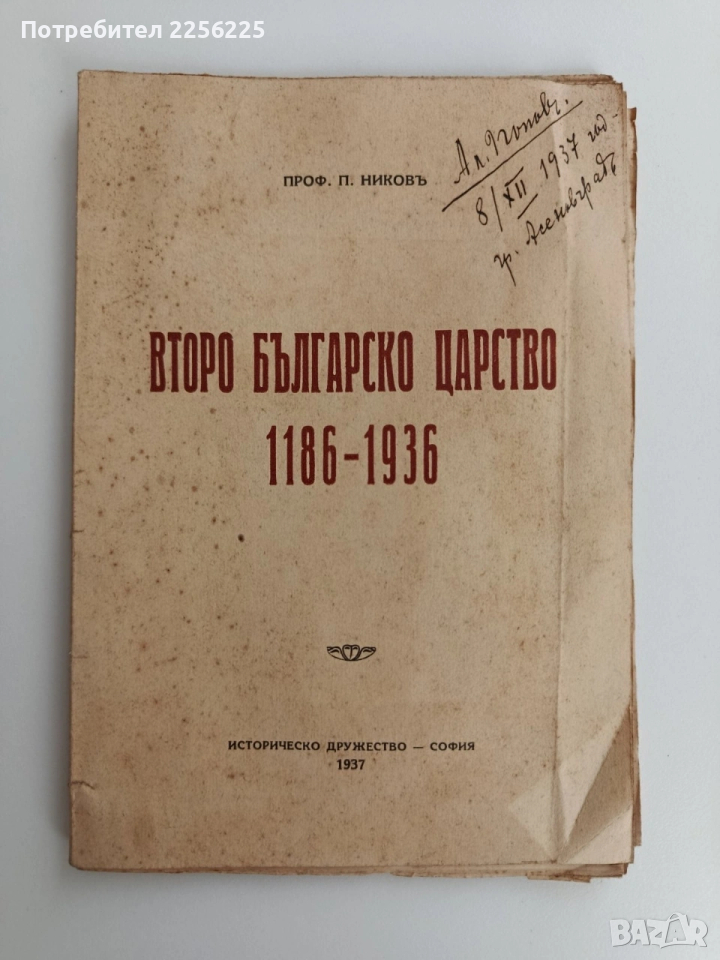 Потребител 2256225
ПРОФ. П. НИКОВЪ
Ал.
8/XII 1937 год.
гр. Асеновградъ
ВТОРО БЪЛГАРСКО ЦАРСТВО
1186-1936
ИСТОРИЧЕСКО ДРУЖЕСТВО — СОФИЯ
1937
BAZAR